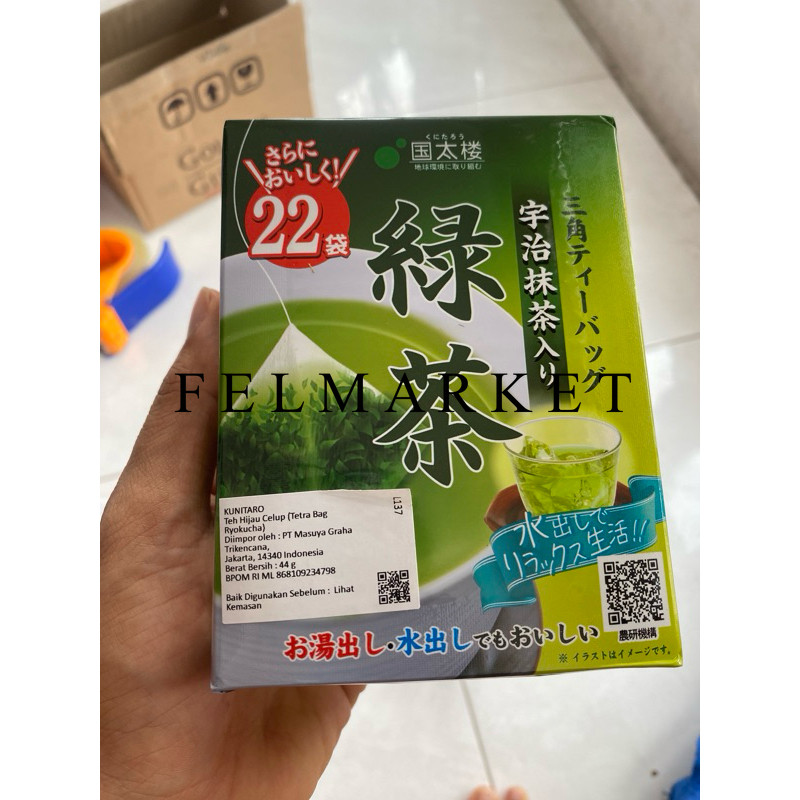 さらに
おいしく!
22袋
くにたろう
国太楼
地球環境に取り組む
緑茶
宇治抹茶入り
三角ティーバッグ
FELMARKET
水出しで
リラックス生活!!
KUNITARO
Teh Hijau Celup (Tetra Bag
Ryokucha)
Diimpor oleh : PT Masuya Graha
Trikencana,
Jakarta, 14340 Indonesia
Berat Bersih : 44 g
BPOM RI ML 868109234798
Baik Digunakan Sebelum : Lihat
Kemasan
L137
農研機構
お湯出し・水出しでもおいしい
※ イラストはイメージです。